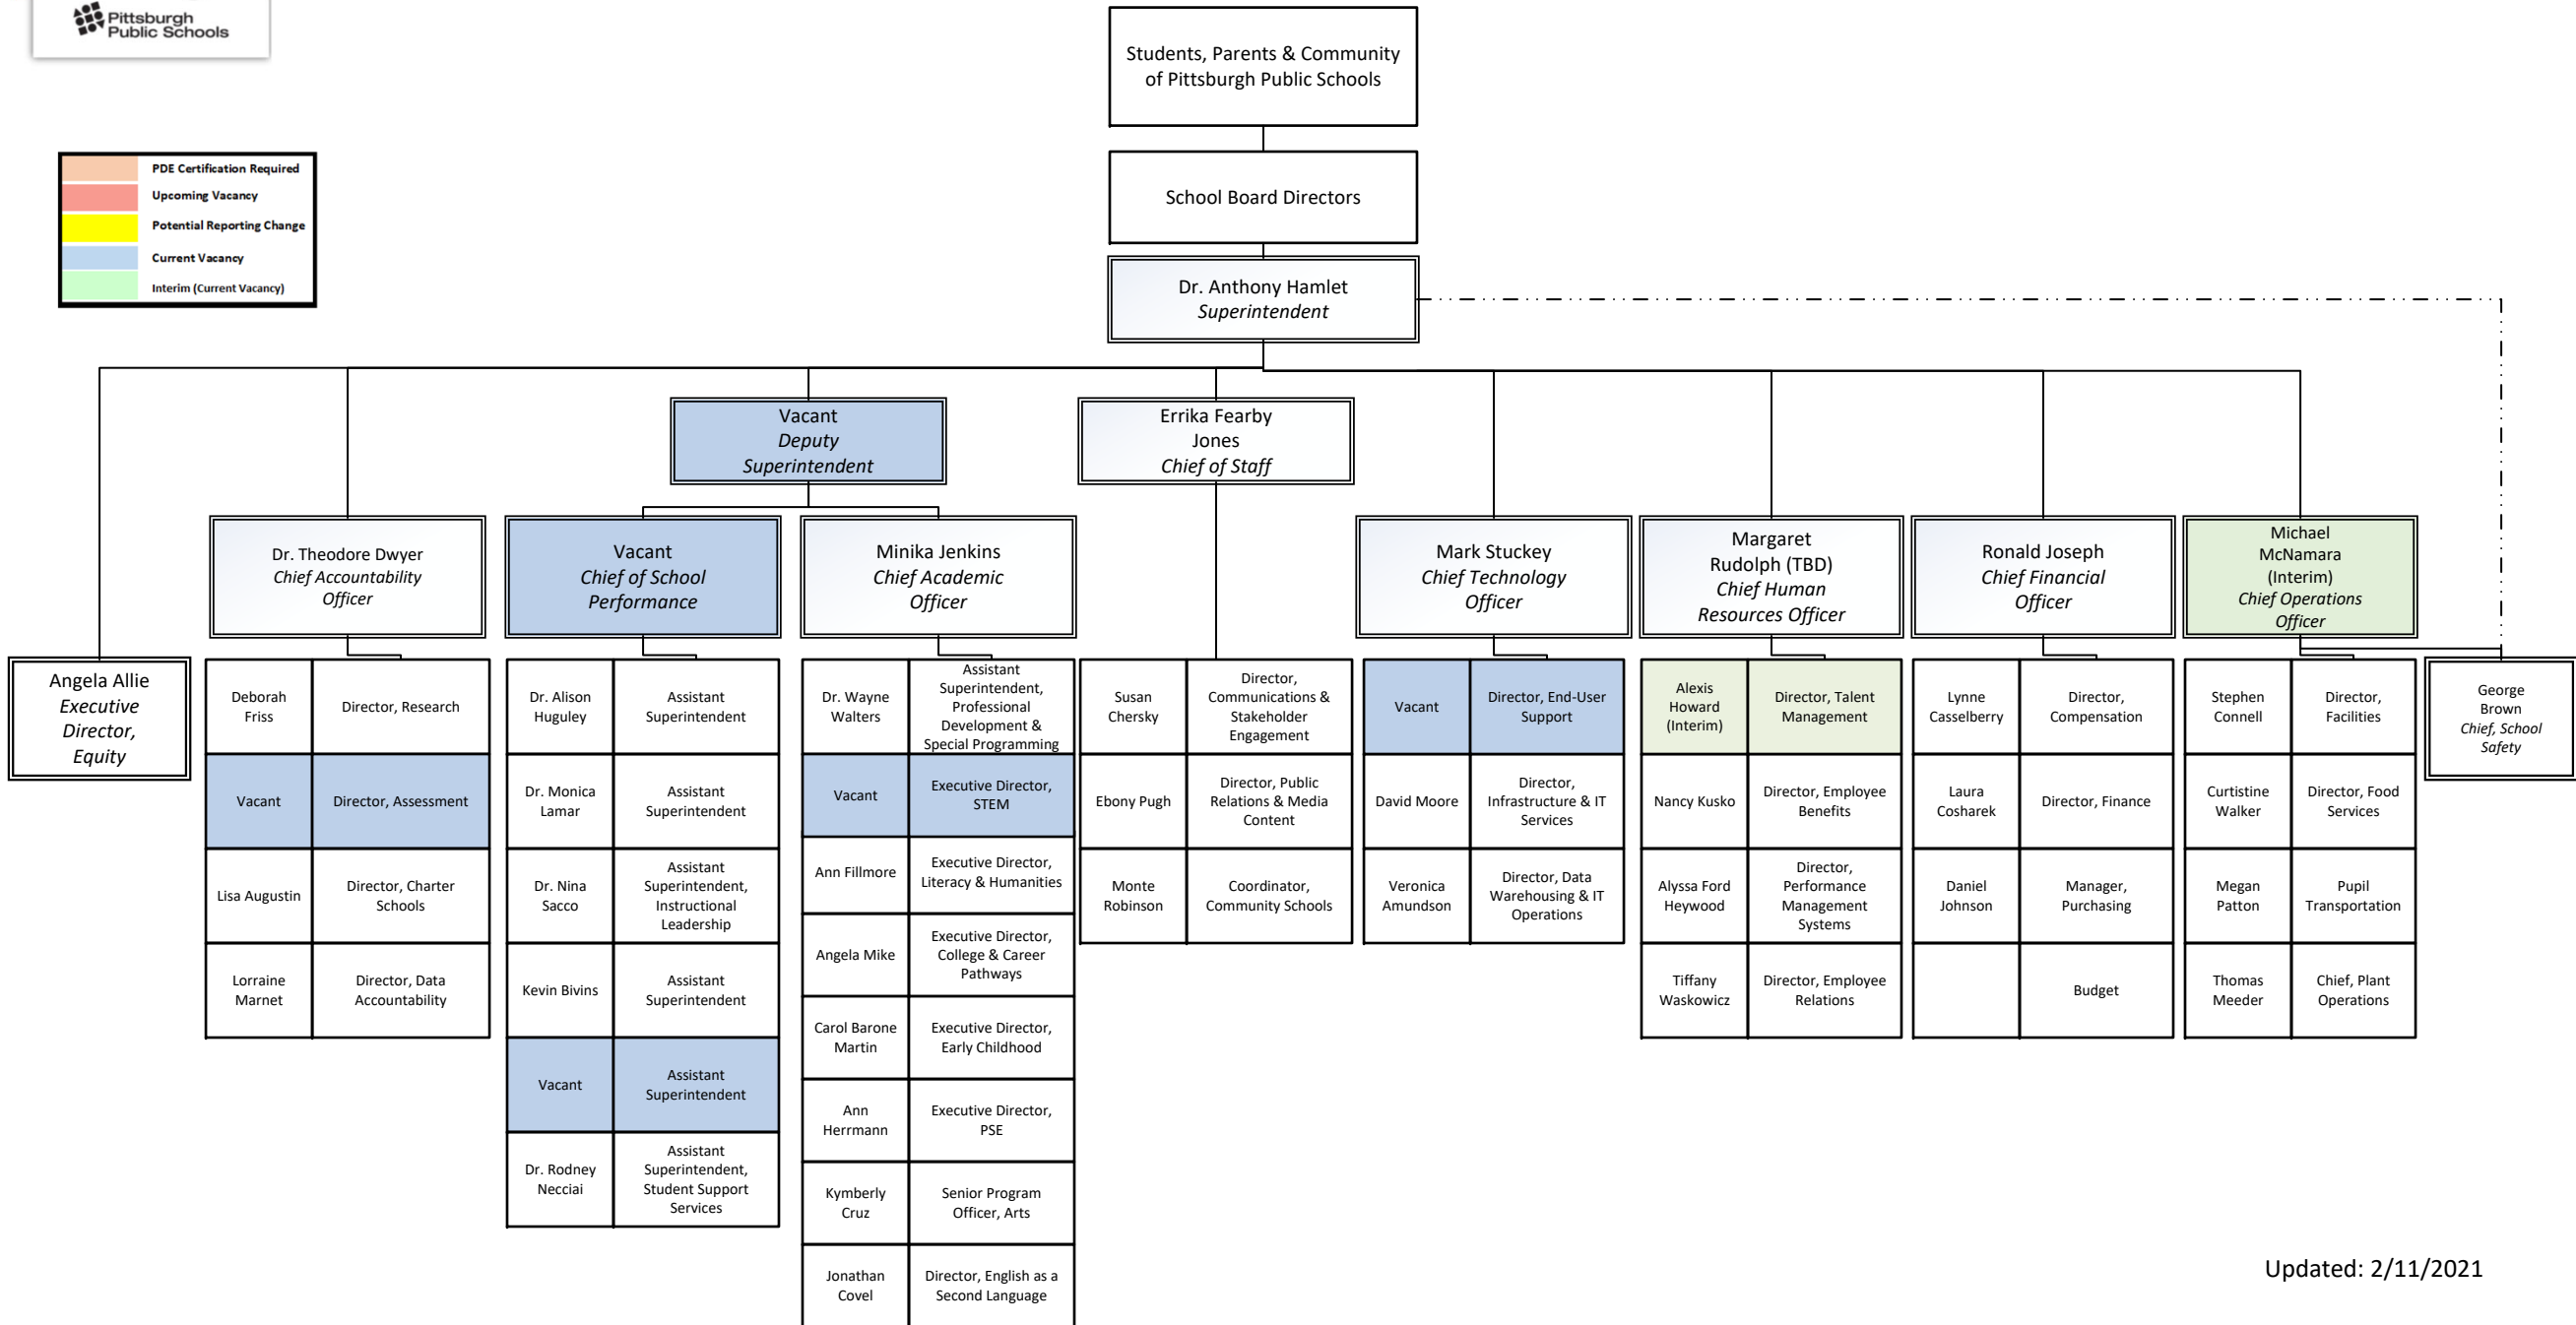 Pittsburgh
Public Schools
Students, Parents & Community
of Pittsburgh Public Schools
PDE Certification Required
Upcoming Vacancy
Potential Reporting Change
Current Vacancy
Interim (Current Vacancy)
School Board Directors
Dr. Anthony Hamlet
Superintendent
Vacant
Deputy
Superintendent
Errika Fearby
Jones
Chief of Staff
Dr. Theodore Dwyer
Chief Accountability
Officer
Vacant
Chief of School
Performance
Minika Jenkins
Chief Academic
Officer
Mark Stuckey
Chief Technology
Officer
Margaret
Rudolph (TBD)
Chief Human
Resources Officer
Ronald Joseph
Chief Financial
Officer
Michael
McNamara
(Interim)
Chief Operations
Officer
Angela Allie
Executive
Director,
Equity
Deborah
Friss
Director, Research
Vacant
Director, Assessment
Lisa Augustin
Director, Charter
Schools
Lorraine
Marnet
Director, Data
Accountability
Dr. Alison
Huguley
Assistant
Superintendent
Dr. Monica
Lamar
Assistant
Superintendent
Dr. Nina
Sacco
Assistant
Superintendent,
Instructional
Leadership
Kevin Bivins
Assistant
Superintendent
Vacant
Assistant
Superintendent
Dr. Rodney
Necciai
Assistant
Superintendent,
Student Support
Services
Dr. Wayne
Walters
Assistant
Superintendent,
Professional
Development &
Special Programming
Vacant
Executive Director,
STEM
Ann Fillmore
Executive Director,
Literacy & Humanities
Angela Mike
Executive Director,
College & Career
Pathways
Carol Barone
Martin
Executive Director,
Early Childhood
Ann
Herrmann
Executive Director,
PSE
Kymberly
Cruz
Senior Program
Officer, Arts
Jonathan
Covel
Director, English as a
Second Language
Susan
Chersky
Director,
Communications &
Stakeholder
Engagement
Ebony Pugh
Director, Public
Relations & Media
Content
Monte
Robinson
Coordinator,
Community Schools
Vacant
Director, End-User
Support
David Moore
Director,
Infrastructure & IT
Services
Veronica
Amundson
Director, Data
Warehousing & IT
Operations
Alexis
Howard
(Interim)
Director, Talent
Management
Nancy Kusko
Director, Employee
Benefits
Alyssa Ford
Heywood
Director,
Performance
Management
Systems
Tiffany
Waskowicz
Director, Employee
Relations
Lynne
Casselberry
Director,
Compensation
Laura
Cosharek
Director, Finance
Daniel
Johnson
Manager,
Purchasing
Budget
Stephen
Connell
Director,
Facilities
Curtistine
Walker
Director, Food
Services
Megan
Patton
Pupil
Transportation
Thomas
Meeder
Chief, Plant
Operations
George
Brown
Chief, School
Safety
Updated: 2/11/2021